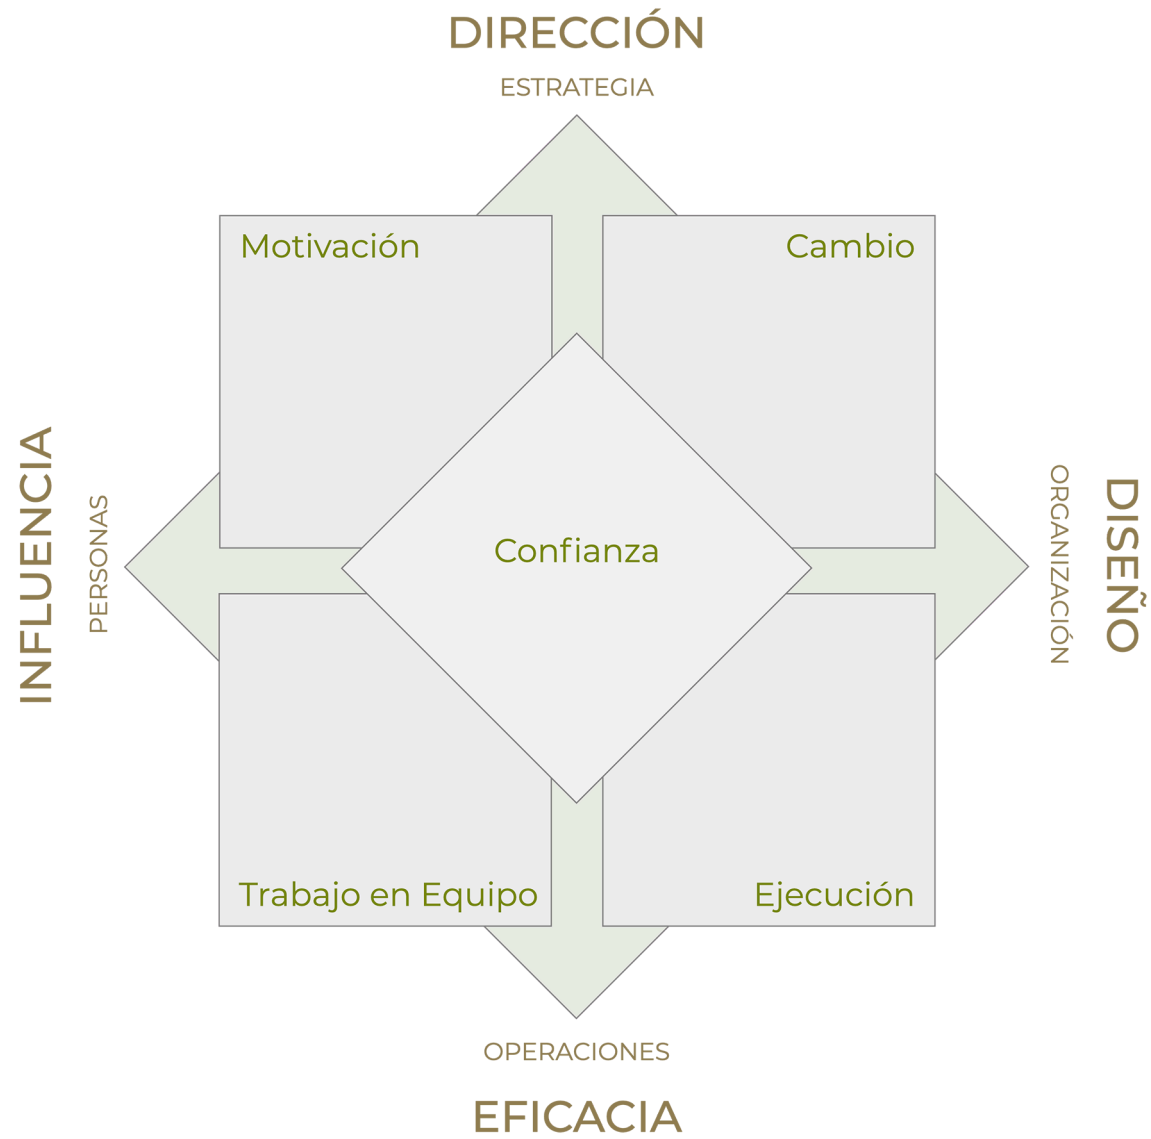 DIRECCIÓN
ESTRATEGIA
Motivación
Cambio
INFLUENCIA
PERSONAS
Confianza
ORGANIZACIÓN
DISEÑO
Trabajo en Equipo
Ejecución
OPERACIONES
EFICACIA